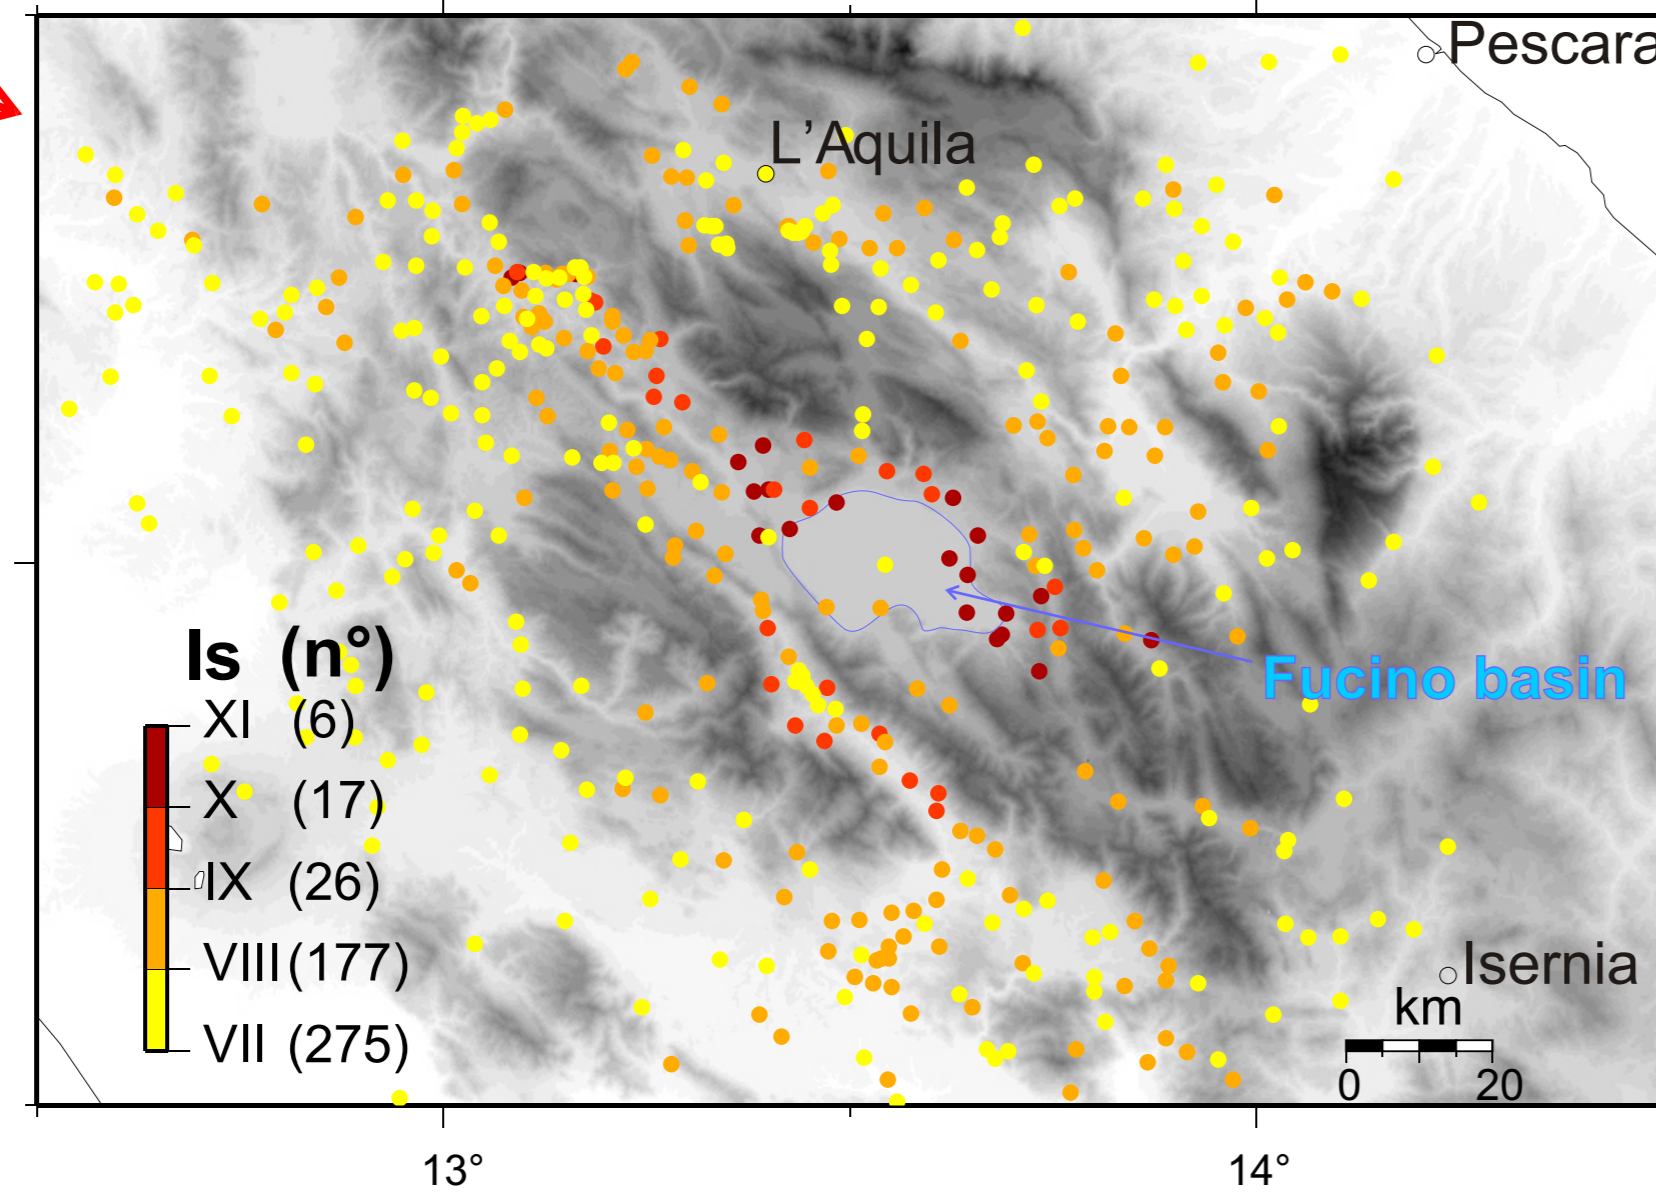 Pescara
L’Aquila
Is (n°)
XI (6)
X (17)
IX (26)
VIII (177)
VII (275)
Fucino basin
Isernia
km
0 20
13° 14°